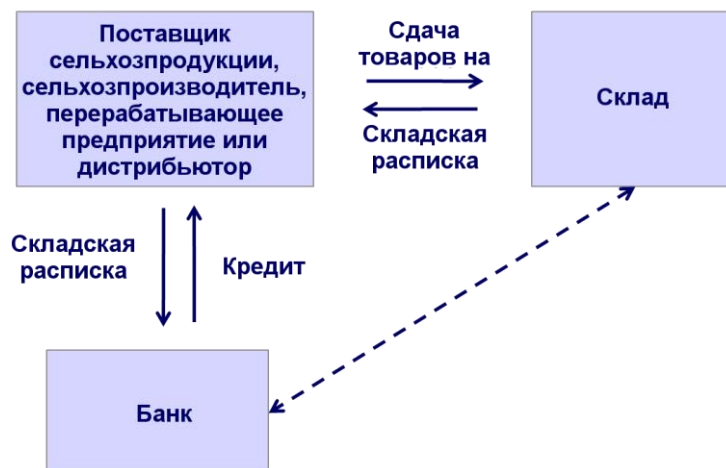 Поставщик
сельхозпродукции,
сельхозпроизводитель,
перерабатывающее
предприятие или
дистрибьютор
Сдача
товаров на
Складская
расписка
Склад
Складская
расписка
Кредит
Банк